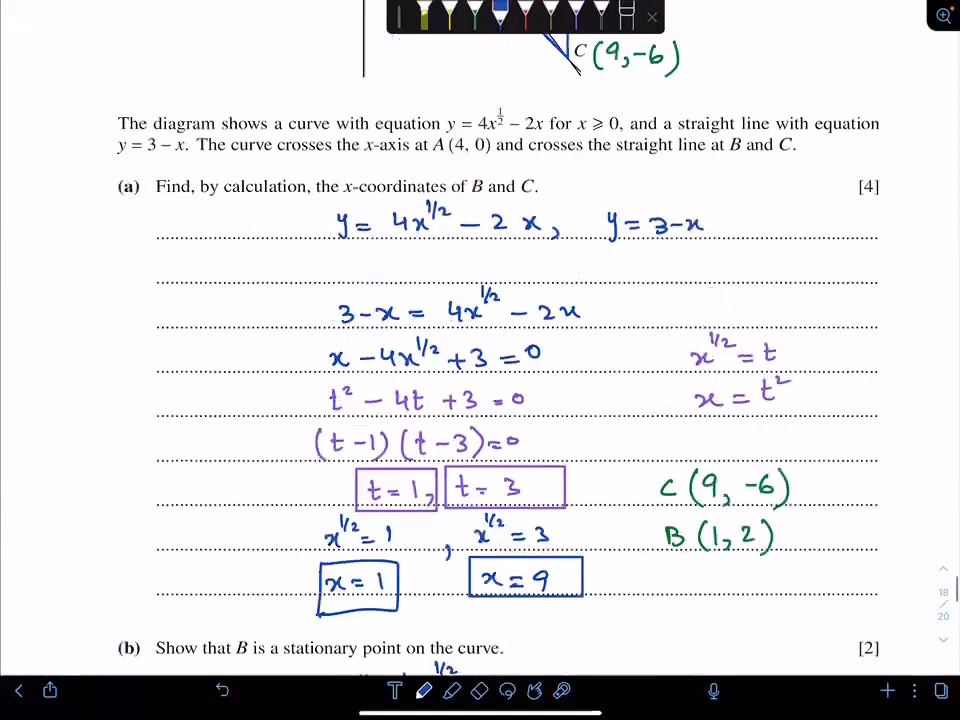 C (9, -6)
The diagram shows a curve with equation y = 4x^{1/2} − 2x for x ⩾ 0, and a straight line with equation
y = 3 − x. The curve crosses the x-axis at A (4, 0) and crosses the straight line at B and C.
(a) Find, by calculation, the x-coordinates of B and C. [4]
y = 4x^{1/2} − 2x, y = 3−x
3−x = 4x^{1/2} − 2x
x − 4x^{1/2} + 3 = 0 x^{1/2} = t
t² − 4t + 3 = 0 x = t²
(t −1) (t −3) = 0
t = 1, t = 3 C (9, -6)
x^{1/2} = 1 , x^{1/2} = 3 B (1, 2)
x = 1 x = 9
18
/
20
(b) Show that B is a stationary point on the curve. [2]
1/2
T